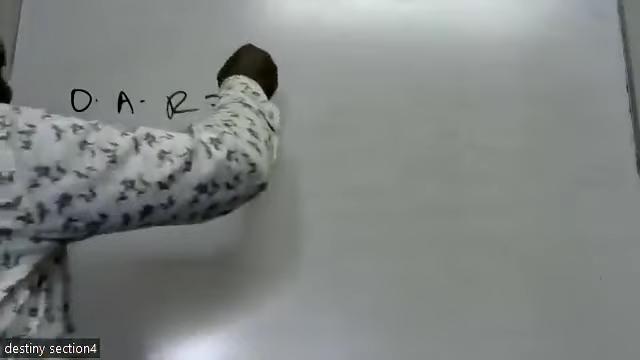 O. A. R =
destiny section4